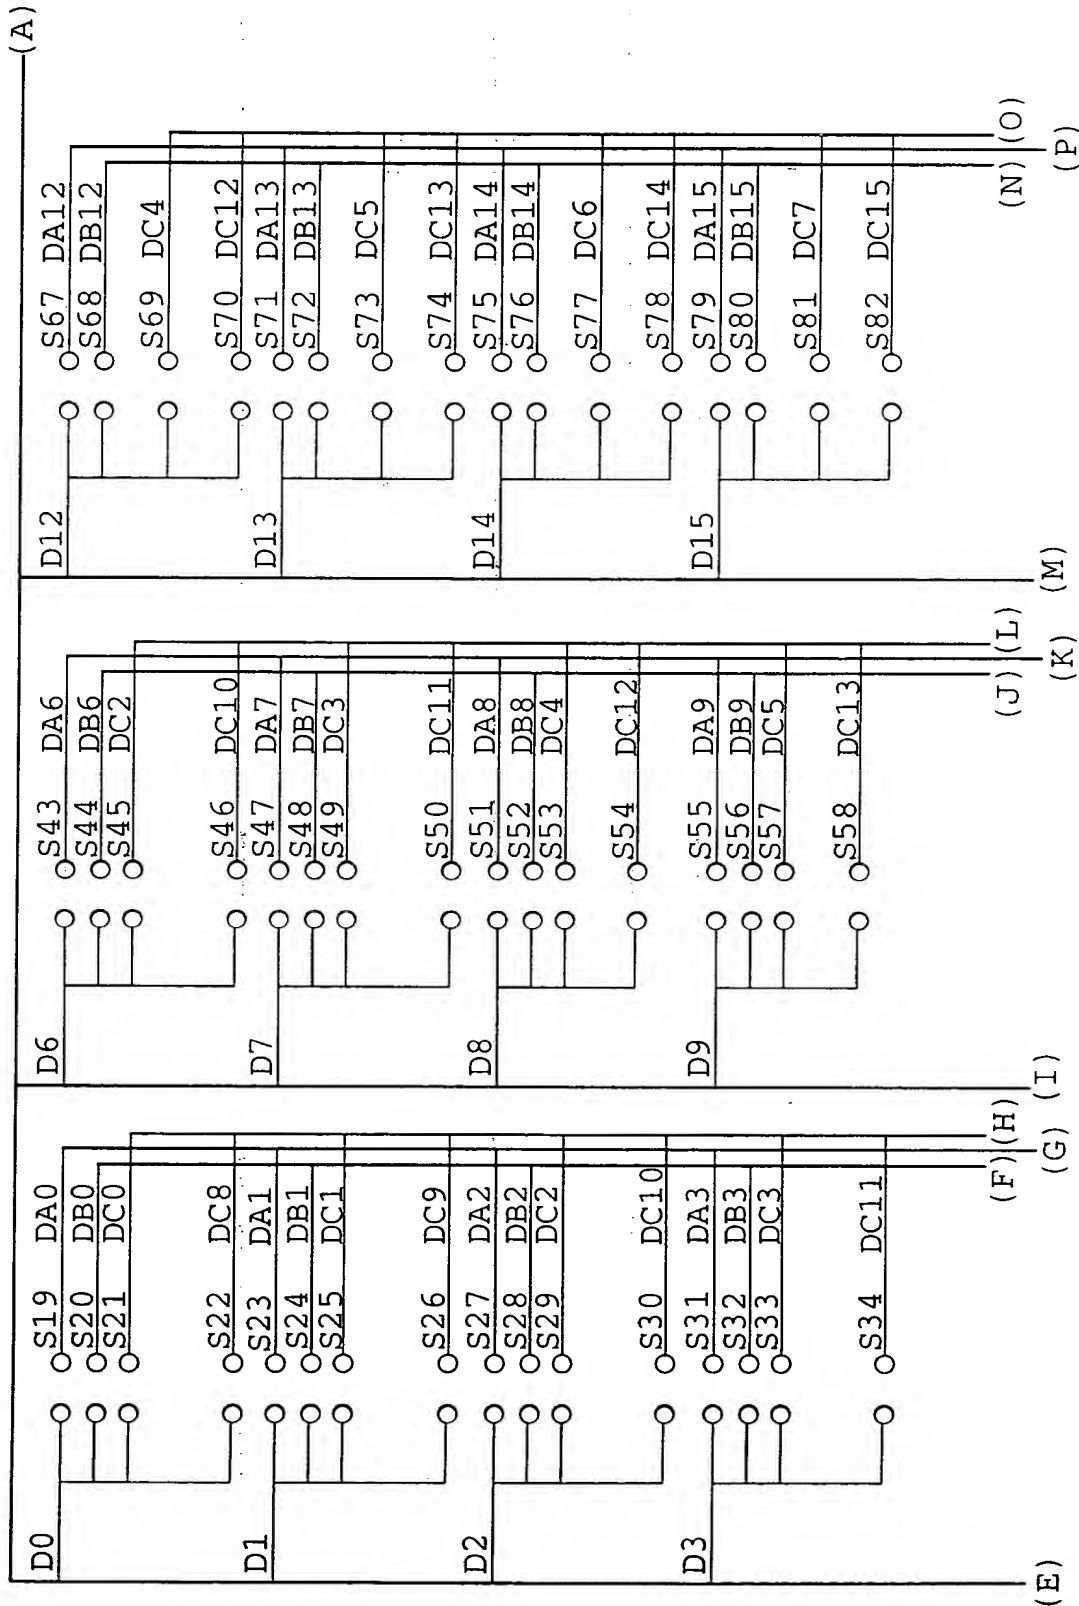 (A)
D12
S67 DA12
S68 DB12
S69 DC4
S70 DC12
D13
S71 DA13
S72 DB13
S73 DC5
S74 DC13
D14
S75 DA14
S76 DB14
S77 DC6
S78 DC14
D15
S79 DA15
S80 DB15
S81 DC7
S82 DC15
(M)
(N)
(O)
(P)
D6
S43 DA6
S44 DB6
S45 DC2
S46 DC10
D7
S47 DA7
S48 DB7
S49 DC3
S50 DC11
D8
S51 DA8
S52 DB8
S53 DC4
S54 DC12
D9
S55 DA9
S56 DB9
S57 DC5
S58 DC13
(I)
(J)
(L)
(K)
D0
S19 DA0
S20 DB0
S21 DC0
S22 DC8
D1
S23 DA1
S24 DB1
S25 DC1
S26 DC9
D2
S27 DA2
S28 DB2
S29 DC2
S30 DC10
D3
S31 DA3
S32 DB3
S33 DC3
S34 DC11
(E)
(F)
(H)
(G)